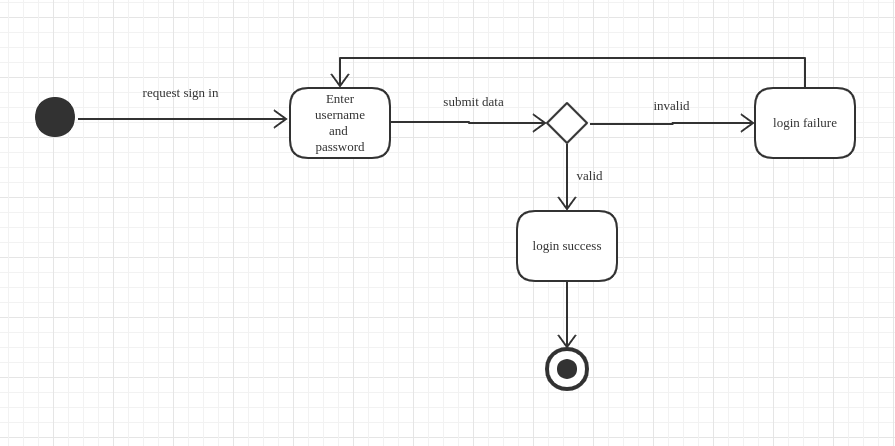 request sign in
Enter
username
and
password
submit data
invalid
login failure
valid
login success